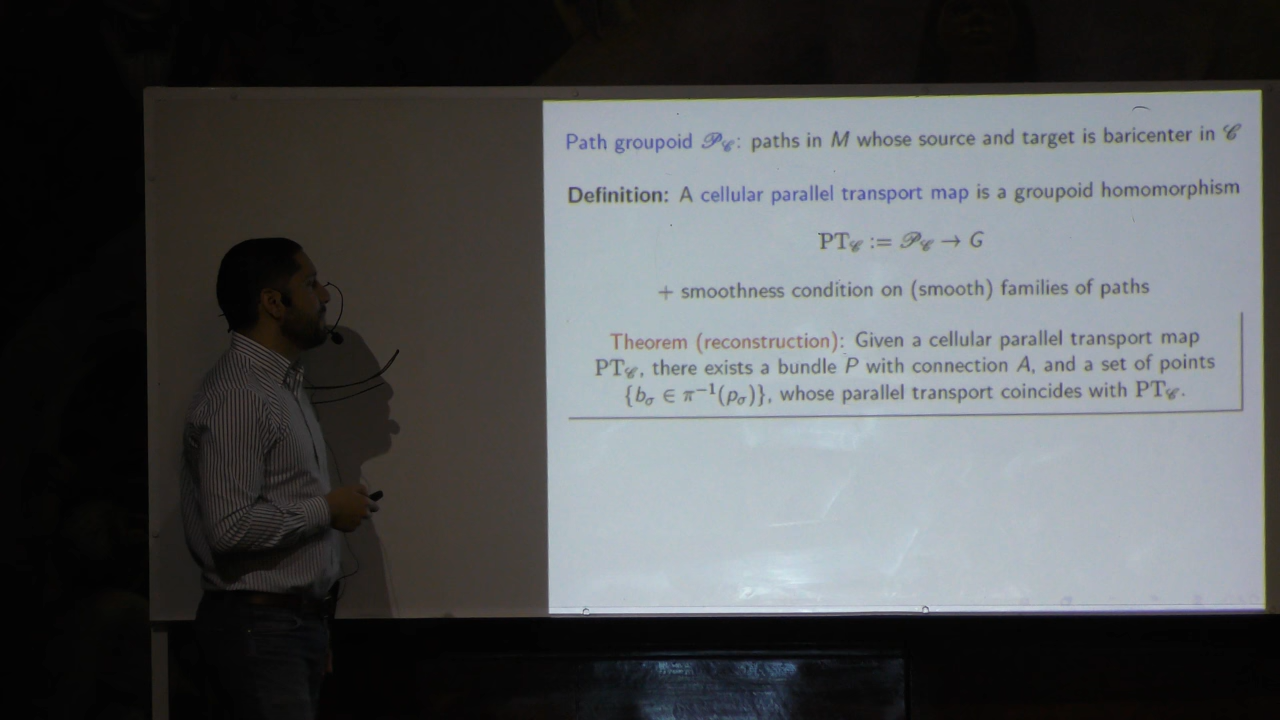 Path groupoid 𝒫_𝒞: paths in M whose source and target is baricenter in 𝒞
Definition: A cellular parallel transport map is a groupoid homomorphism
PT_𝒞 := 𝒫_𝒞 → G
+ smoothness condition on (smooth) families of paths
Theorem (reconstruction): Given a cellular parallel transport map
PT_𝒞, there exists a bundle P with connection A, and a set of points
{b_σ ∈ π⁻¹(p_σ)}, whose parallel transport coincides with PT_𝒞.